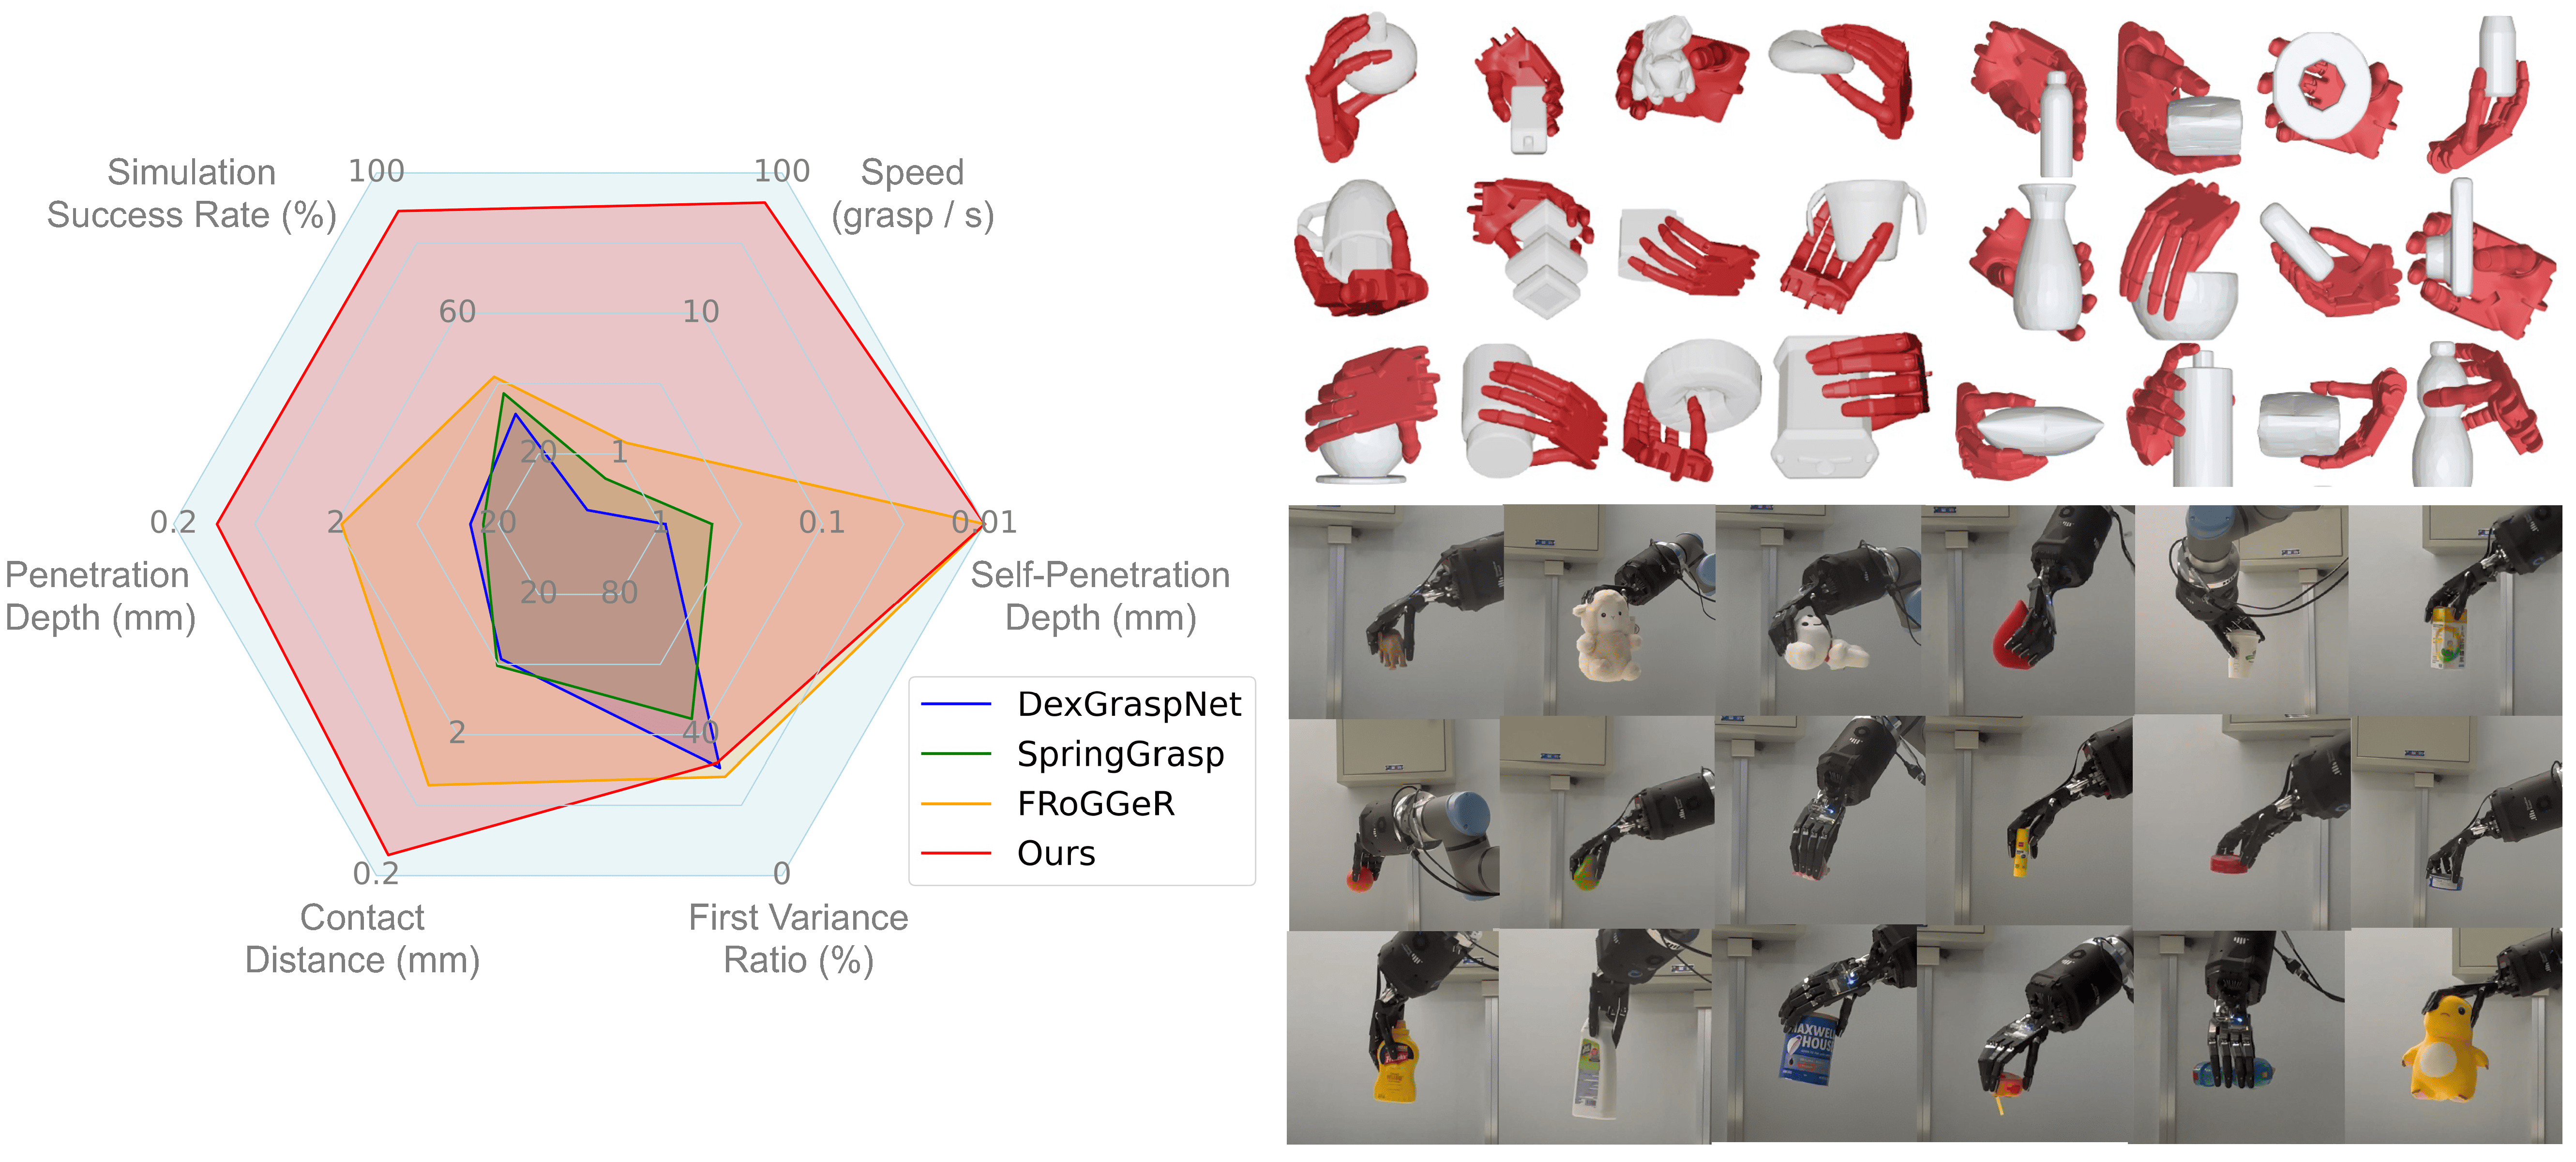 Simulation
Success Rate (%)
100
100
Speed
(grasp / s)
60
10
20
1
0.2
2
20
1
0.1
0.01
Penetration
Depth (mm)
Self-Penetration
Depth (mm)
20
80
2
40
0.2
0
Contact
Distance (mm)
First Variance
Ratio (%)
DexGraspNet
SpringGrasp
FRoGGeR
Ours
MAXWELL
HOUSE